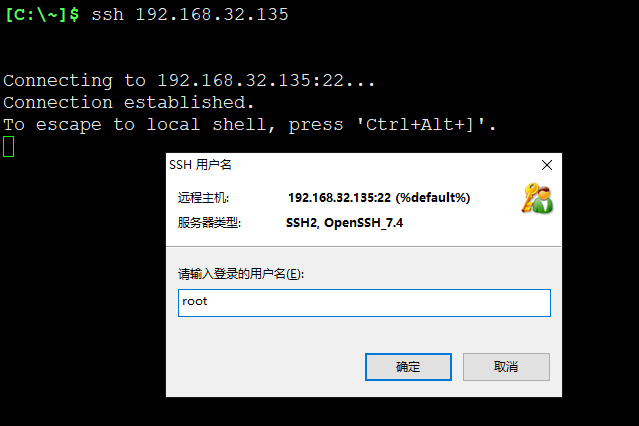 [C:\~]$ ssh 192.168.32.135
Connecting to 192.168.32.135:22...
Connection established.
To escape to local shell, press 'Ctrl+Alt+]'.
SSH 用户名
远程主机: 192.168.32.135:22 (%default%)
服务器类型: SSH2, OpenSSH_7.4
请输入登录的用户名(E):
root
确定 取消